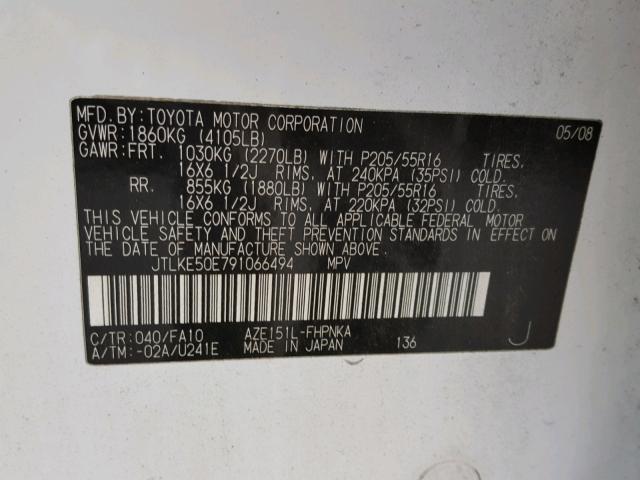 MFD.BY:TOYOTA MOTOR CORPORATION 05/08
GVWR:1860KG (4105LB)
GAWR:FRT. 1030KG (2270LB) WITH P205/55R16 TIRES,
16X6 1/2J RIMS, AT 240KPA (35PSI) COLD.
RR. 855KG (1880LB) WITH P205/55R16 TIRES,
16X6 1/2J RIMS, AT 220KPA (32PSI) COLD.
THIS VEHICLE CONFORMS TO ALL APPLICABLE FEDERAL MOTOR
VEHICLE SAFETY AND THEFT PREVENTION STANDARDS IN EFFECT ON
THE DATE OF MANUFACTURE SHOWN ABOVE.
JTLKE50E791066494 MPV
C/TR:040/FA10 AZE151L-FHPNKA
A/TM:-02A/U241E MADE IN JAPAN 136 J